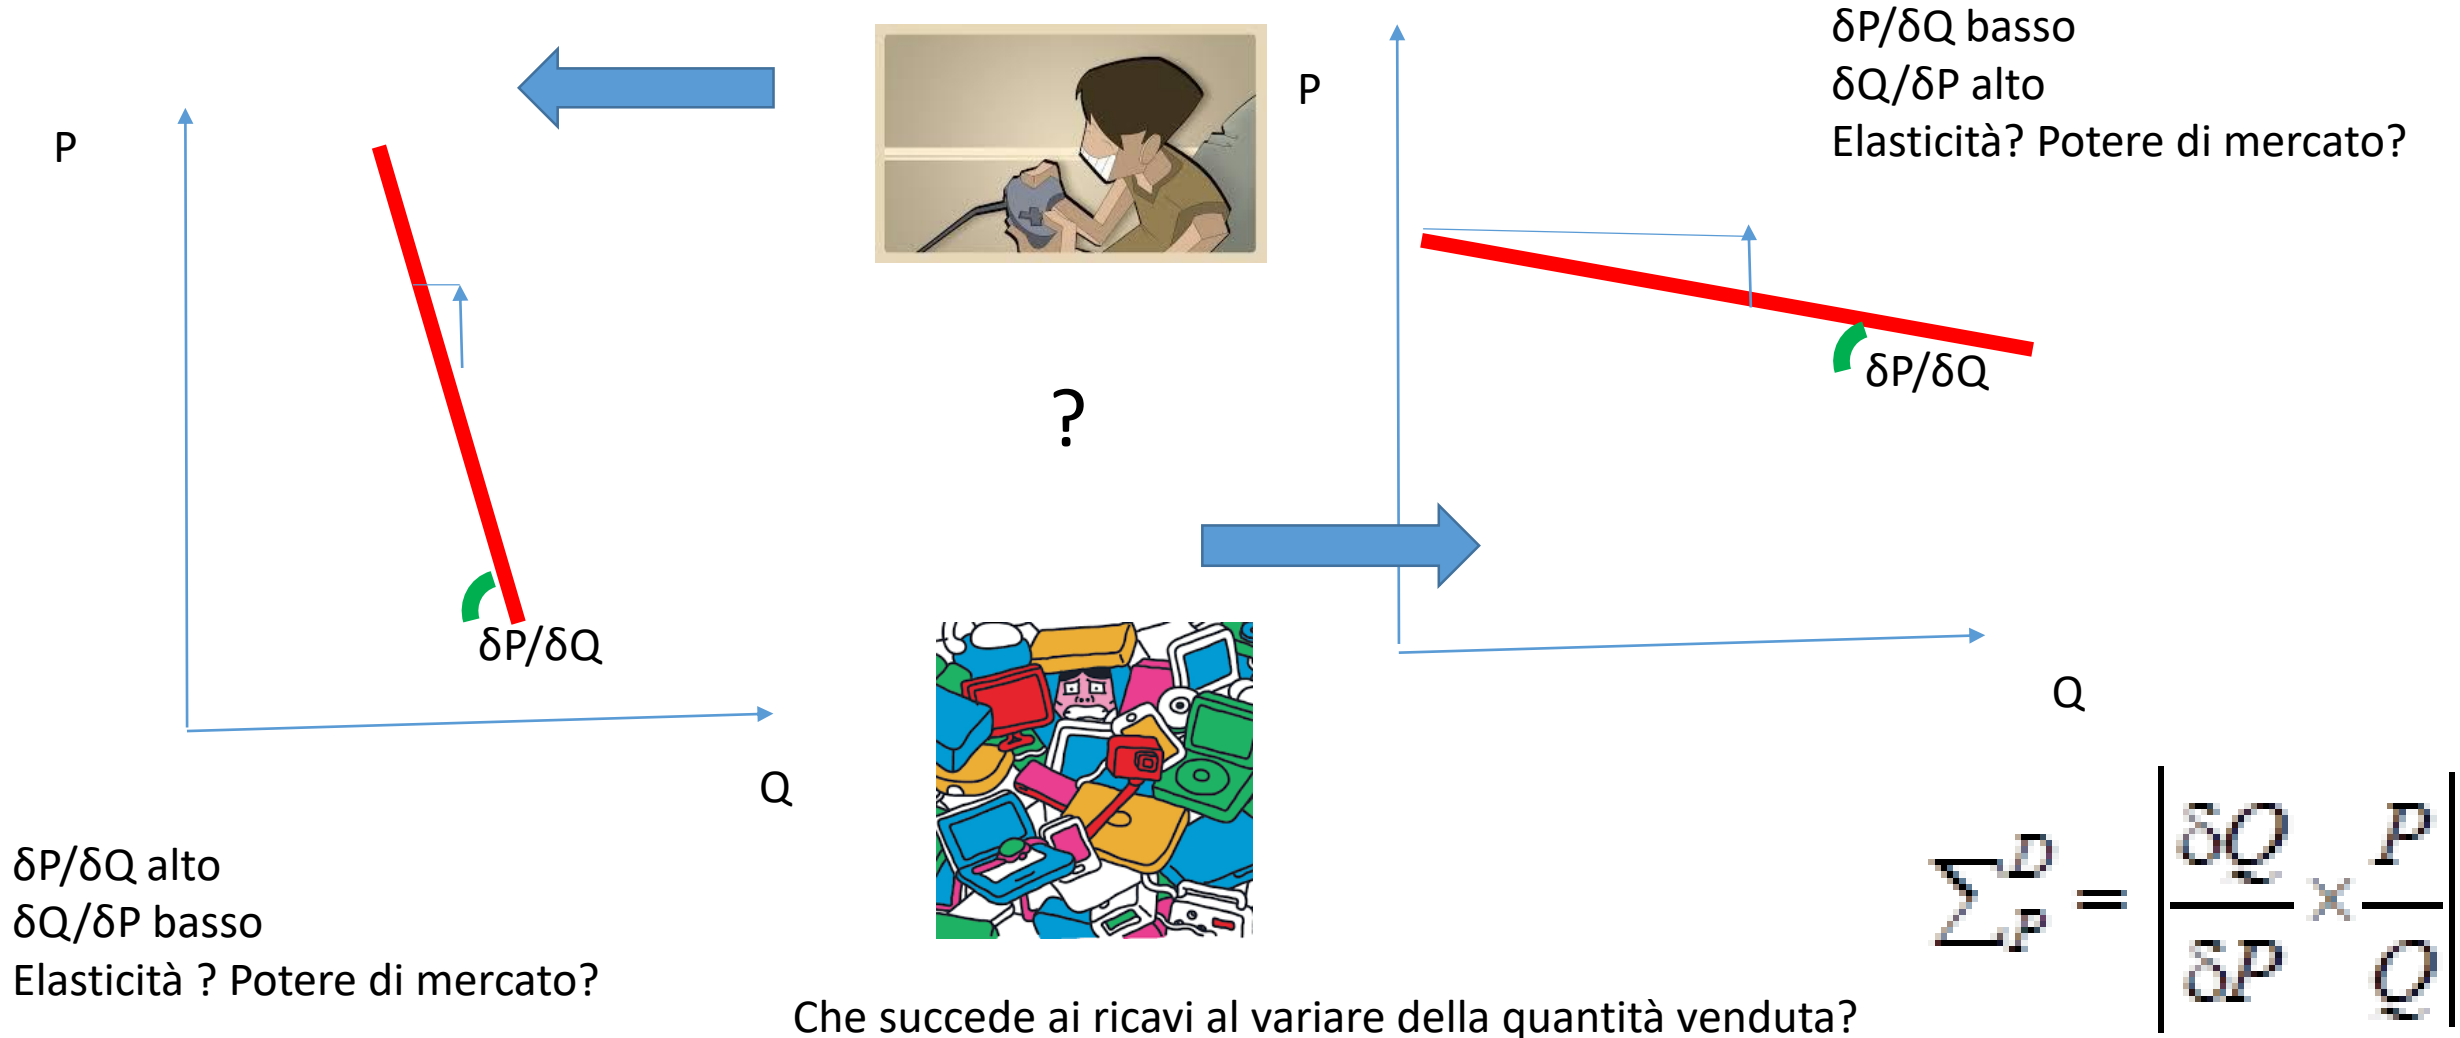 P
δP/δQ
Q
δP/δQ alto
δQ/δP basso
Elasticità ? Potere di mercato?
?
P
δP/δQ basso
δQ/δP alto
Elasticità? Potere di mercato?
δP/δQ
Q
∑ᴰₚ = | δQ/δP × P/Q |
Che succede ai ricavi al variare della quantità venduta?